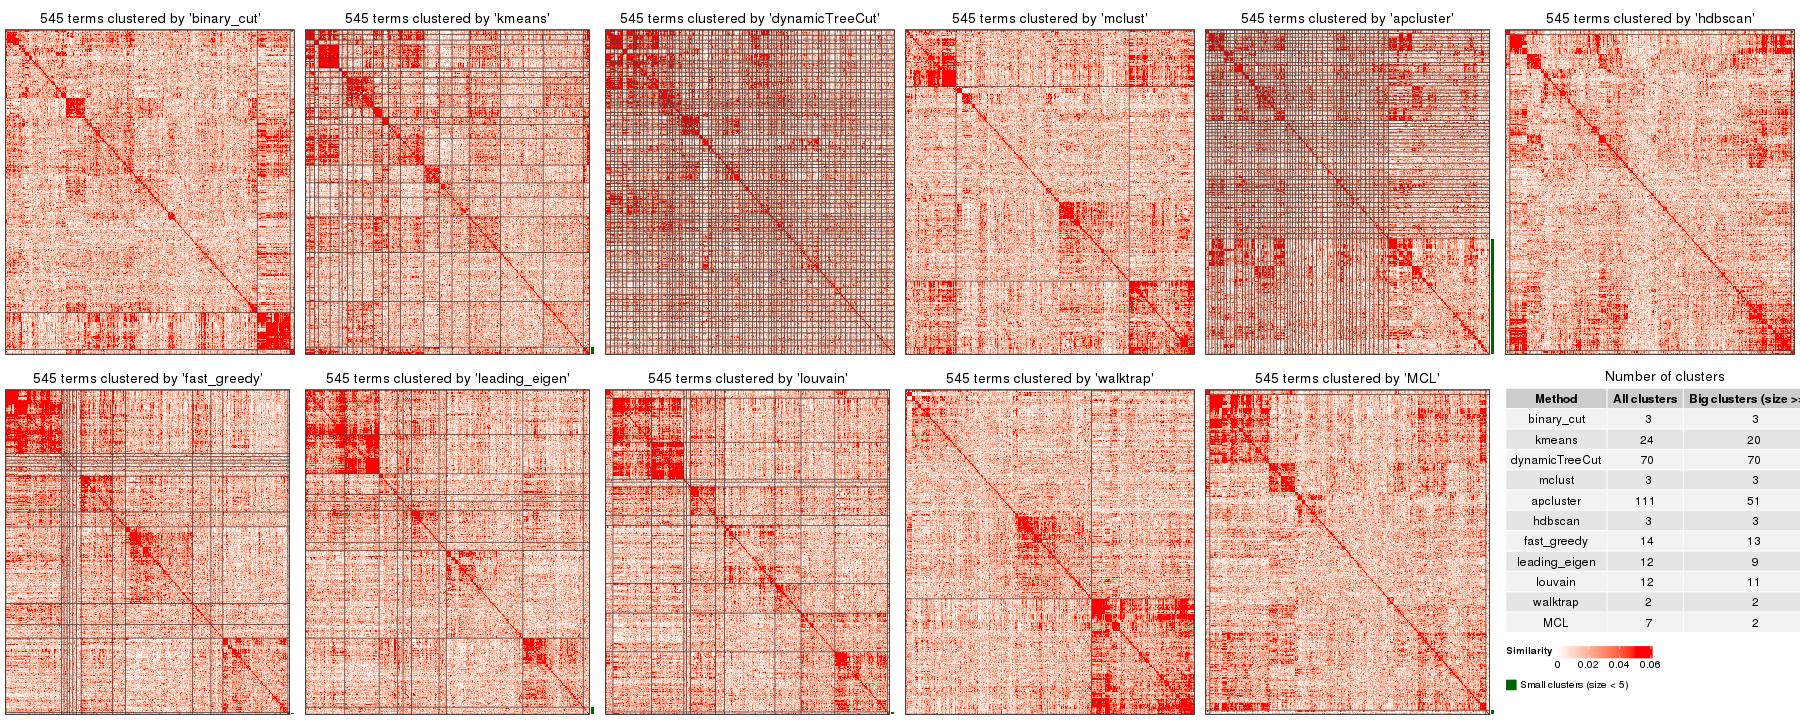 545 terms clustered by 'binary_cut'
545 terms clustered by 'kmeans'
545 terms clustered by 'dynamicTreeCut'
545 terms clustered by 'mclust'
545 terms clustered by 'apcluster'
545 terms clustered by 'hdbscan'
545 terms clustered by 'fast_greedy'
545 terms clustered by 'leading_eigen'
545 terms clustered by 'louvain'
545 terms clustered by 'walktrap'
545 terms clustered by 'MCL'
Number of clusters
Method All clusters Big clusters (size >=
binary_cut 3 3
kmeans 24 20
dynamicTreeCut 70 70
mclust 3 3
apcluster 111 51
hdbscan 3 3
fast_greedy 14 13
leading_eigen 12 9
louvain 12 11
walktrap 2 2
MCL 7 2
Similarity
0 0.02 0.04 0.06
Small clusters (size < 5)